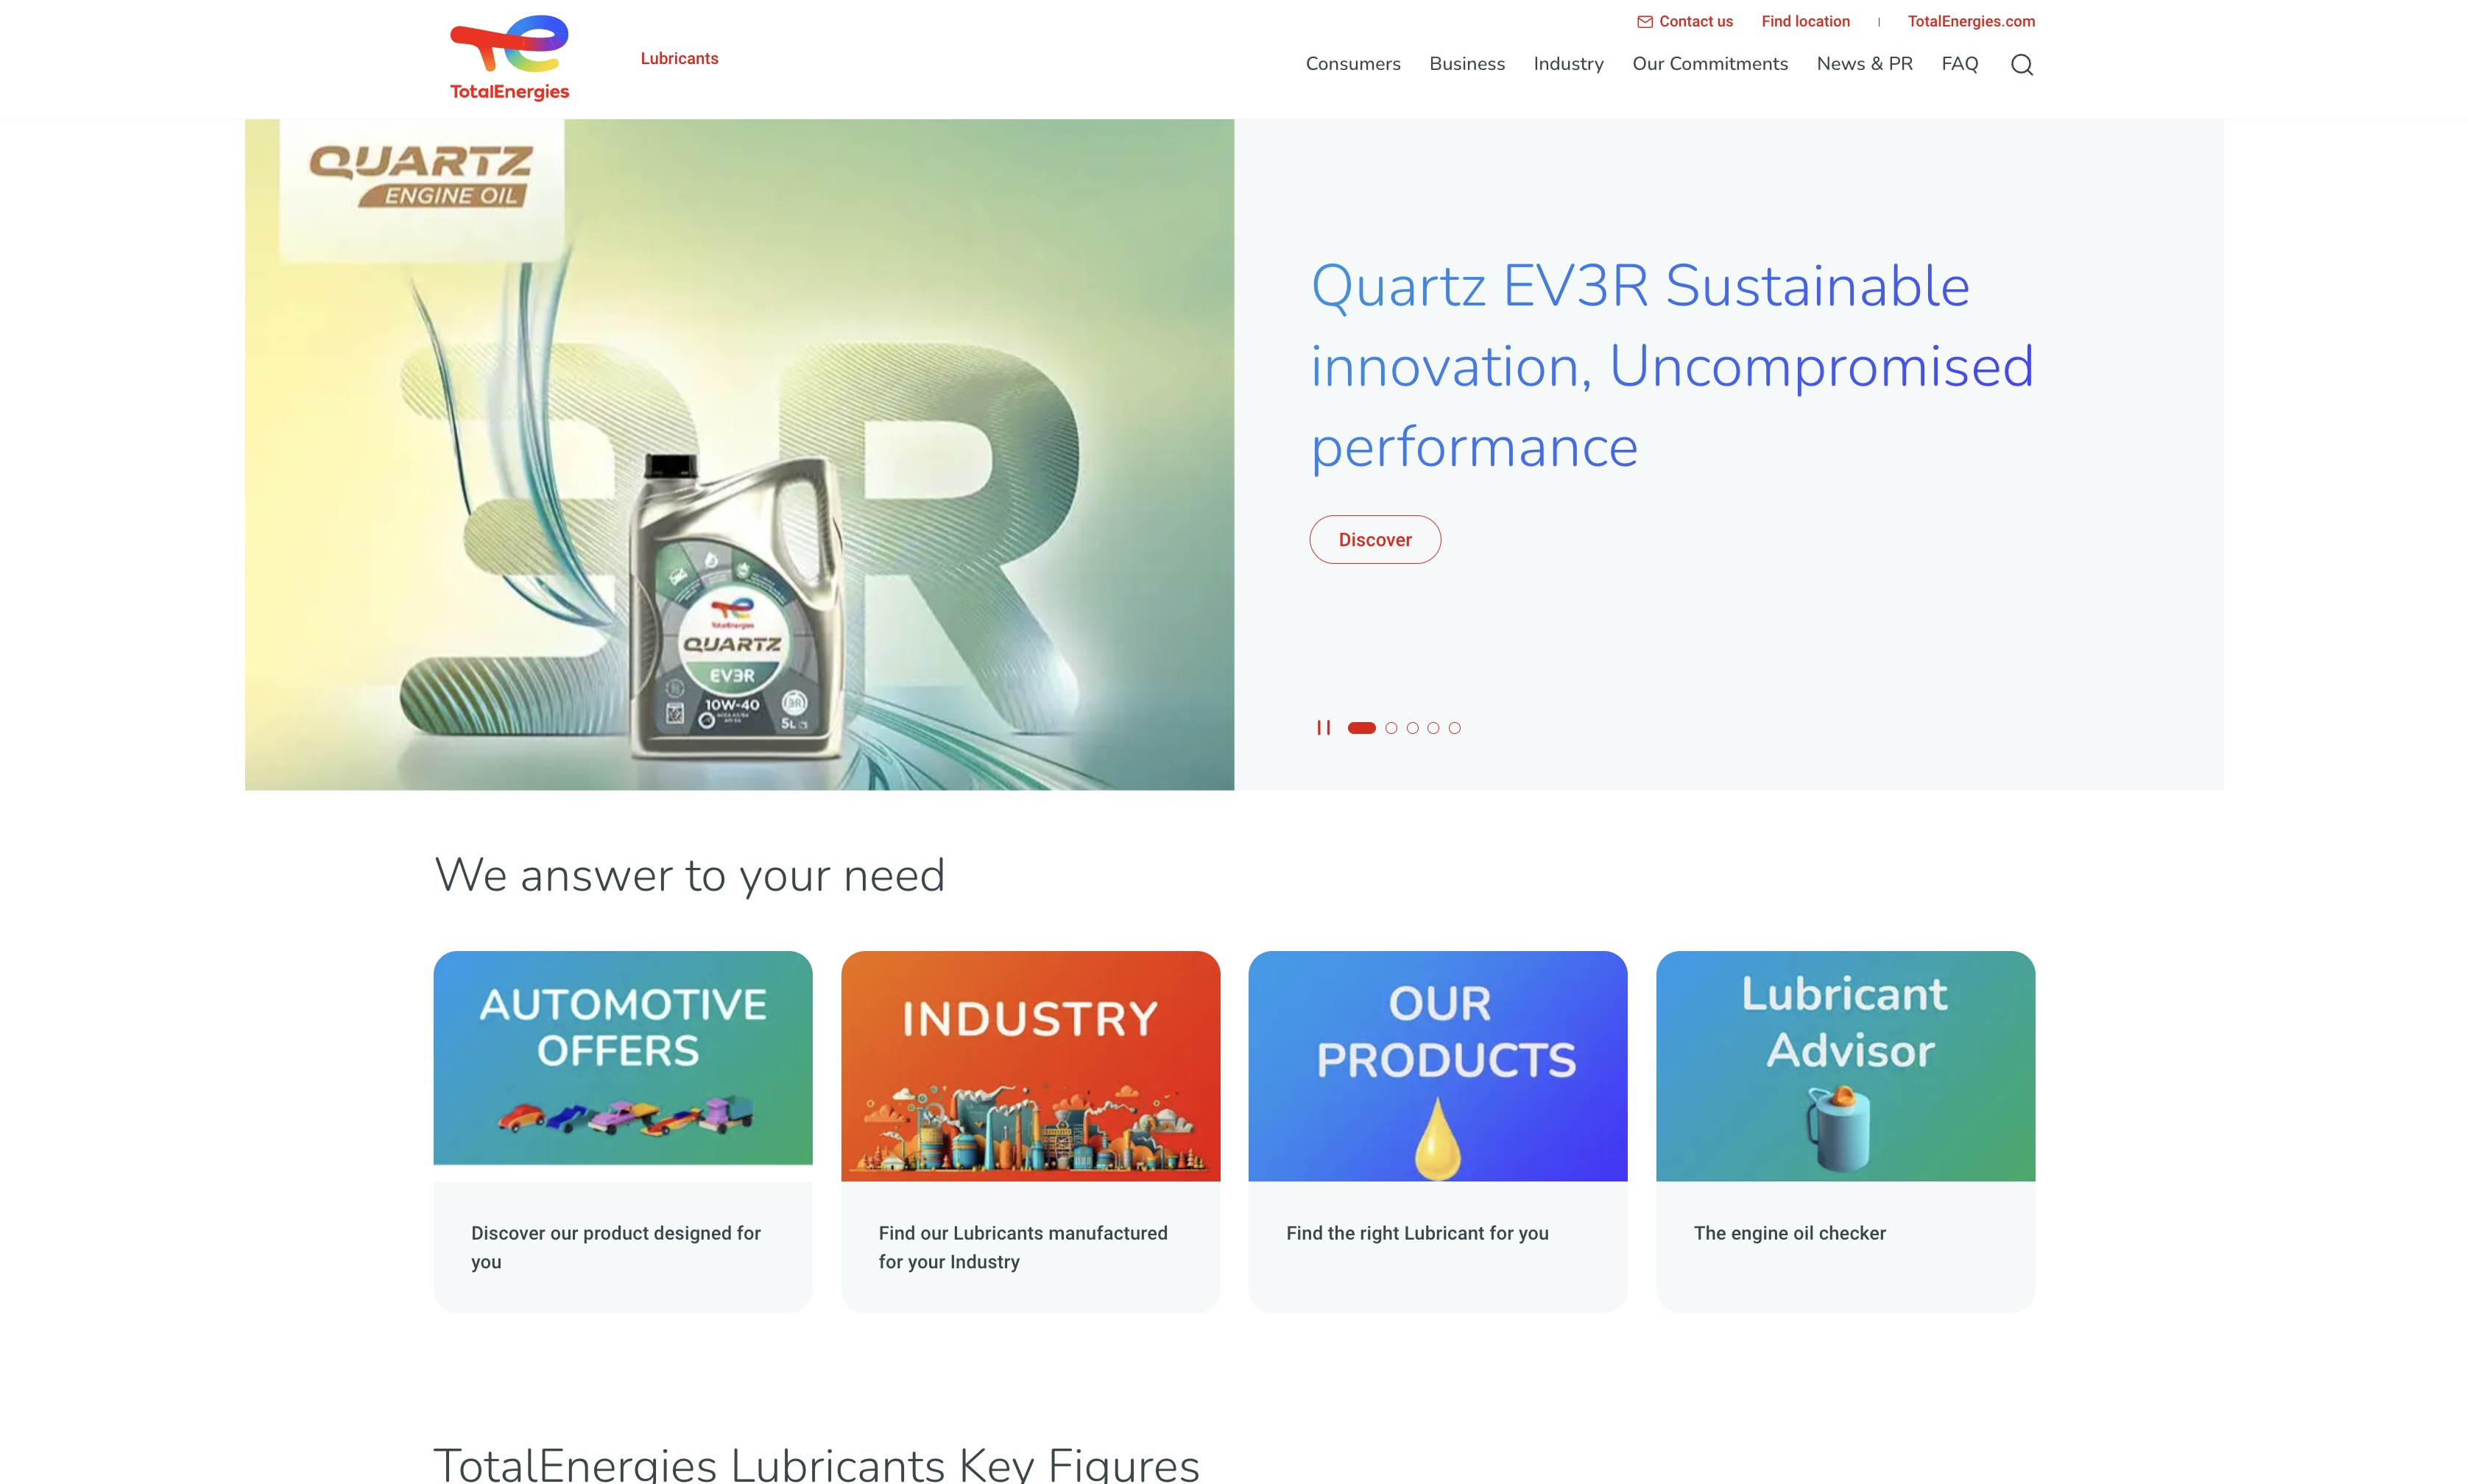 Contact us
Find location
TotalEnergies.com
TotalEnergies
Lubricants
Consumers
Business
Industry
Our Commitments
News & PR
FAQ
QUARTZ
ENGINE OIL
3R
TotalEnergies
QUARTZ
EV3R
10W-40
3R
5L
Quartz EV3R Sustainable
innovation, Uncompromised
performance
Discover
We answer to your need
AUTOMOTIVE
OFFERS
Discover our product designed for
you
INDUSTRY
Find our Lubricants manufactured
for your Industry
OUR
PRODUCTS
Find the right Lubricant for you
Lubricant
Advisor
The engine oil checker
TotalEnergies Lubricants Key Figures